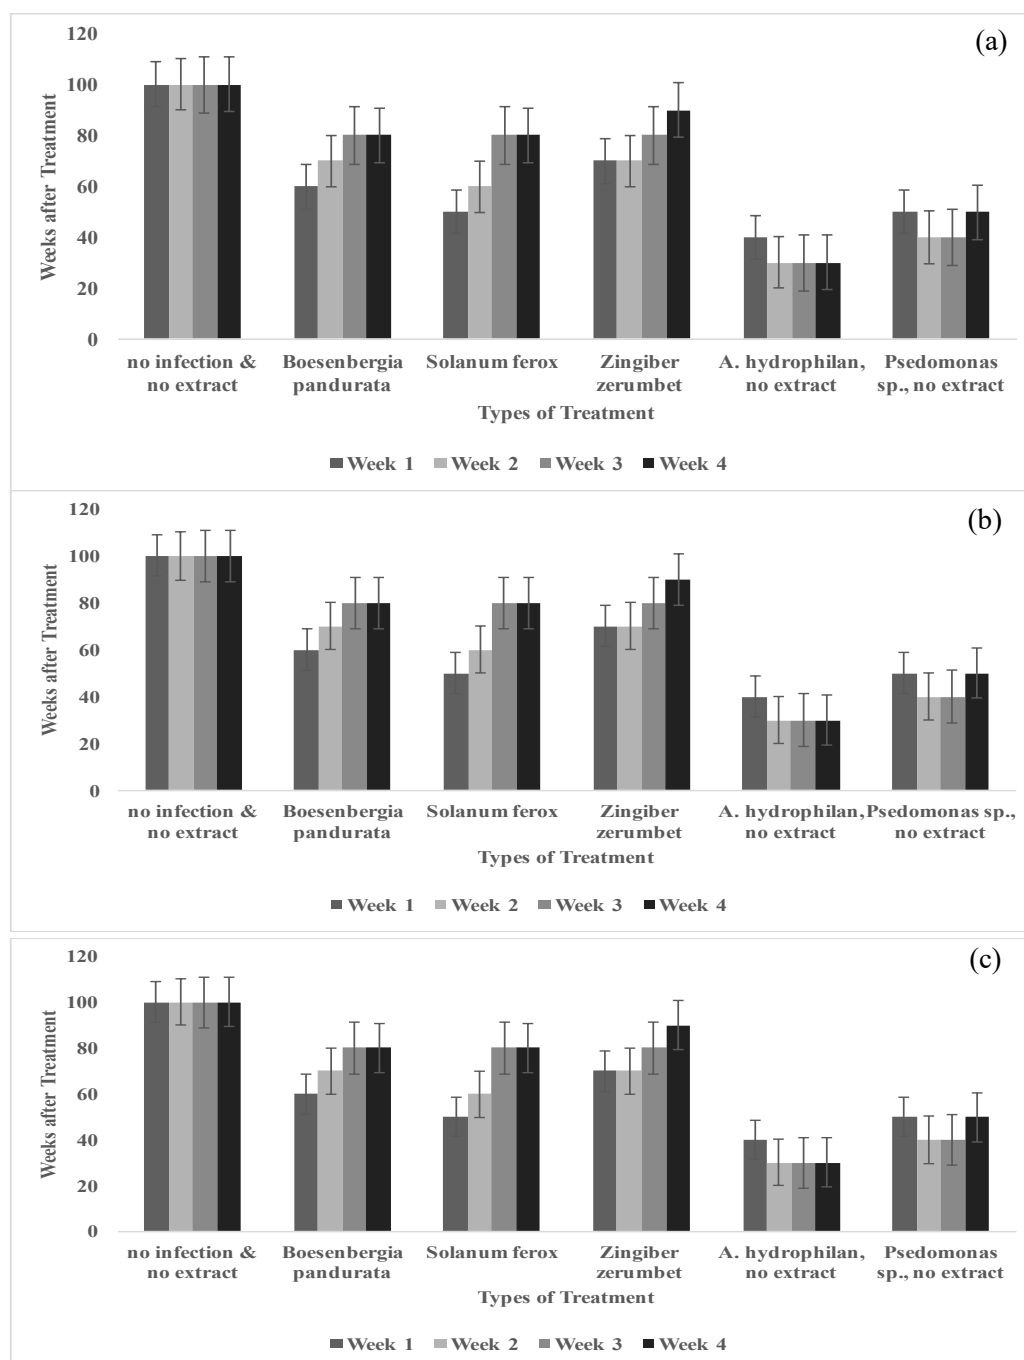 (a)
120
100
80
60
40
20
0
Weeks after Treatment
no infection & Boesenbergia Solanum ferox Zingiber A. hydrophilan, Psedomonas
no extract pandurata zerumbet no extract sp., no extract
Types of Treatment
Week 1 Week 2 Week 3 Week 4
(b)
120
100
80
60
40
20
0
Weeks after Treatment
no infection & Boesenbergia Solanum ferox Zingiber A. hydrophilan, Psedomonas sp.,
no extract pandurata zerumbet no extract no extract
Types of Treatment
Week 1 Week 2 Week 3 Week 4
(c)
120
100
80
60
40
20
0
Weeks after Treatment
no infection & Boesenbergia Solanum ferox Zingiber A. hydrophilan, Psedomonas
no extract pandurata zerumbet no extract sp., no extract
Types of Treatment
Week 1 Week 2 Week 3 Week 4